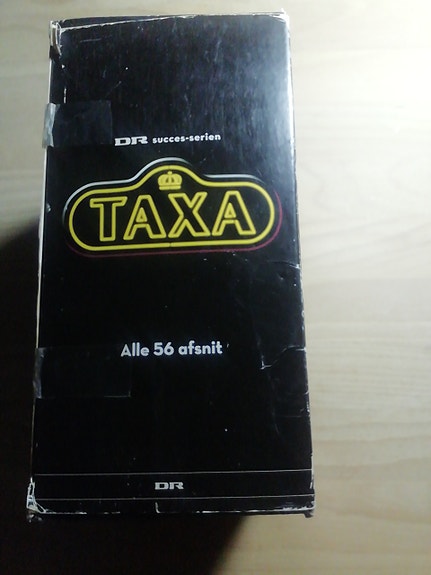 DR succes-serien
TAXA
Alle 56 afsnit
DR